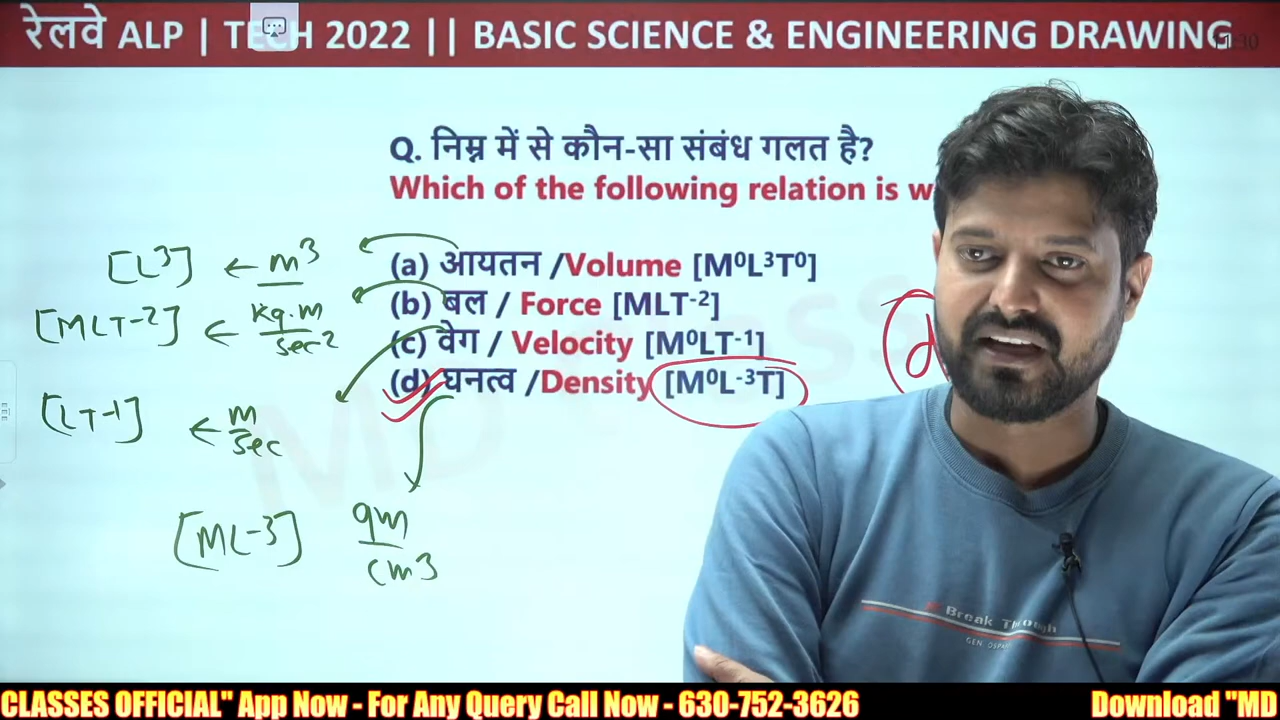 रेलवे ALP | TECH 2022 || BASIC SCIENCE & ENGINEERING DRAWING
11:30
Q. निम्न में से कौन-सा संबंध गलत है?
Which of the following relation is w
(a) आयतन /Volume [M⁰L³T⁰]
(b) बल / Force [MLT⁻²]
(c) वेग / Velocity [M⁰LT⁻¹]
(d) घनत्व /Density [M⁰L⁻³T]
d
[L³] ← m³
[MLT-2] ← kg.m/sec²
[LT-1] ← m/sec
[ML-3] gm/cm3
Break Through
CLASSES OFFICIAL" App Now - For Any Query Call Now - 630-752-3626 Download "MD